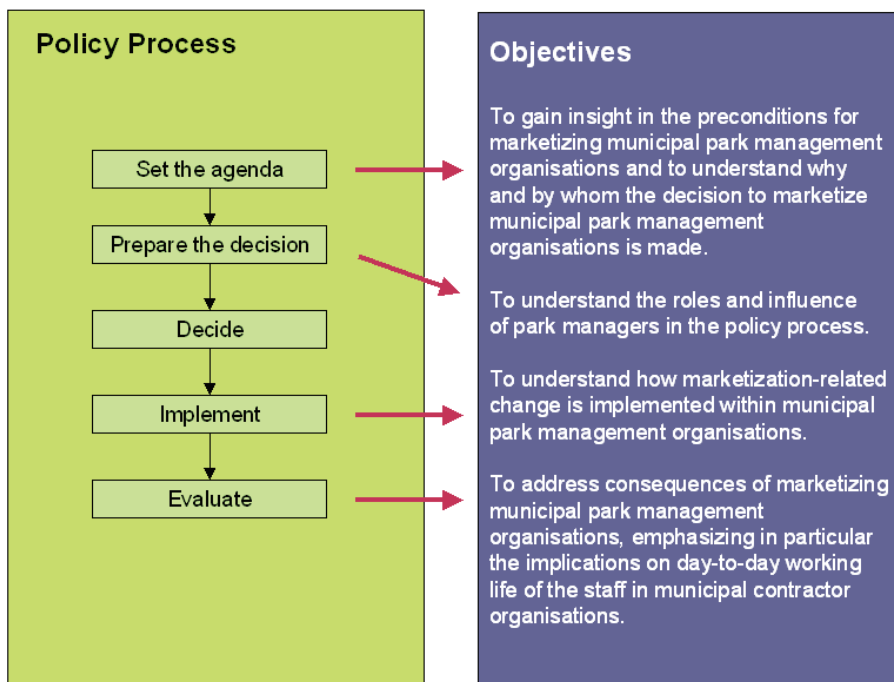 Policy Process
Set the agenda
Prepare the decision
Decide
Implement
Evaluate
Objectives
To gain insight in the preconditions for
marketizing municipal park management
organisations and to understand why
and by whom the decision to marketize
municipal park management
organisations is made.
To understand the roles and influence
of park managers in the policy process.
To understand how marketization-related
change is implemented within municipal
park management organisations.
To address consequences of marketizing
municipal park management
organisations, emphasizing in particular
the implications on day-to-day working
life of the staff in municipal contractor
organisations.